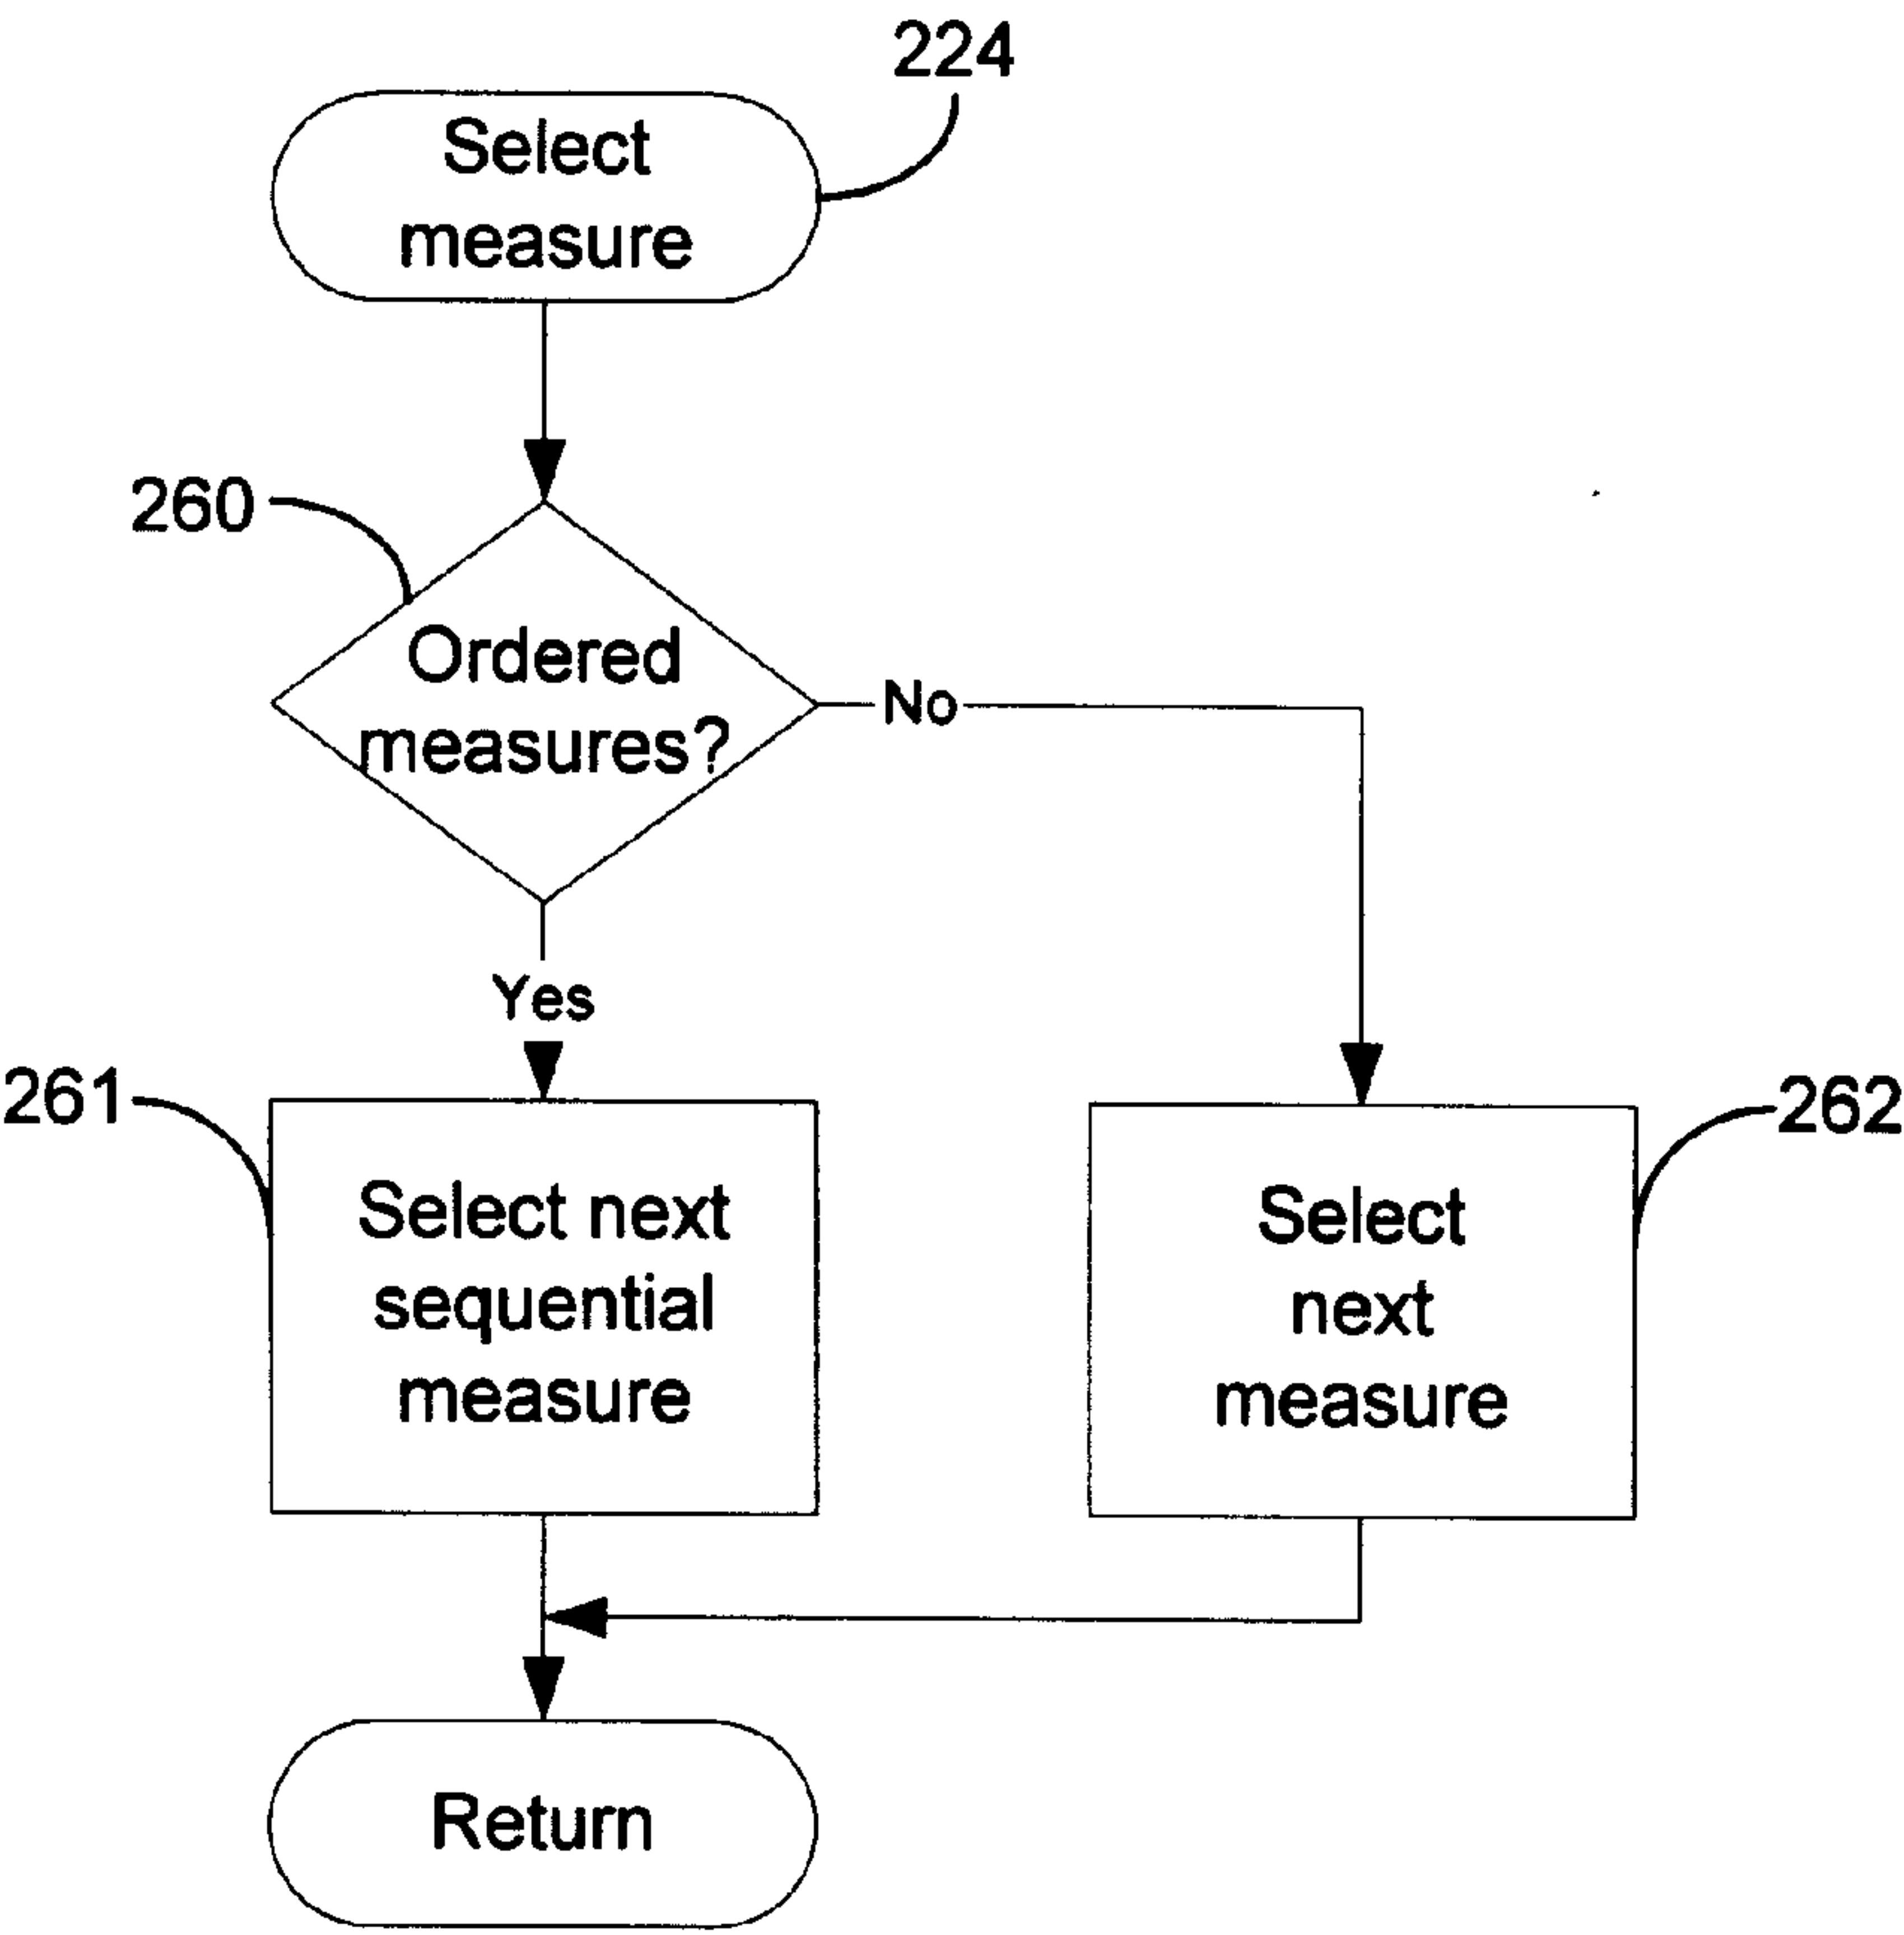 224
Select
measure
260
Ordered
measures?
No
Yes
261
Select next
sequential
measure
262
Select
next
measure
Return